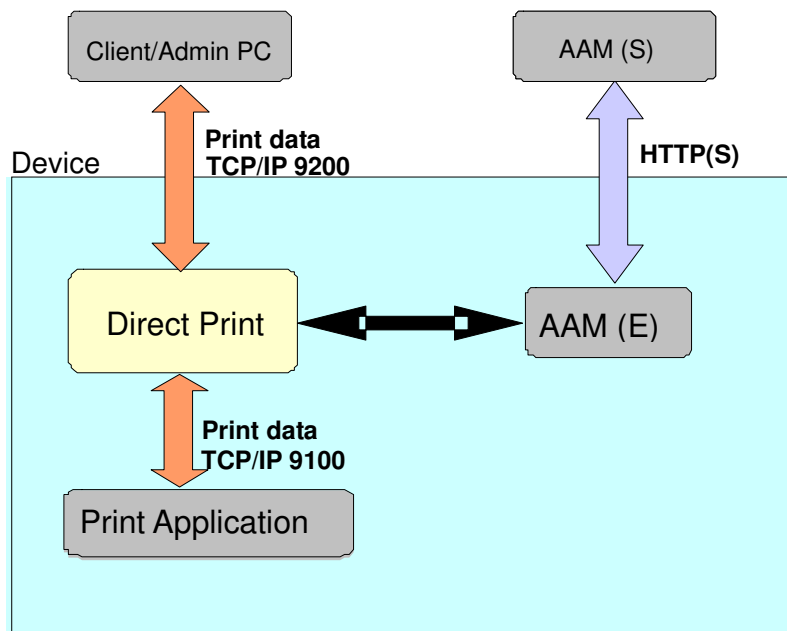 Client/Admin PC
AAM (S)
Print data
TCP/IP 9200
HTTP(S)
Device
Direct Print
AAM (E)
Print data
TCP/IP 9100
Print Application